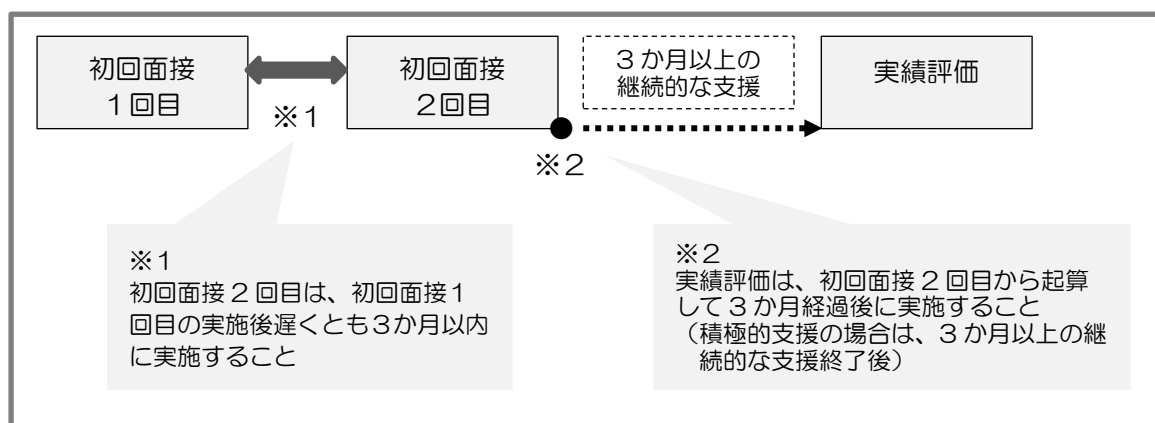 初回面接
1回目
※1
初回面接
2回目
※2
3か月以上の
継続的な支援
実績評価
※1
初回面接2回目は、初回面接1
回目の実施後遅くとも3か月以内
に実施すること
※2
実績評価は、初回面接2回目から起算
して3か月経過後に実施すること
（積極的支援の場合は、3か月以上の継
続的な支援終了後）